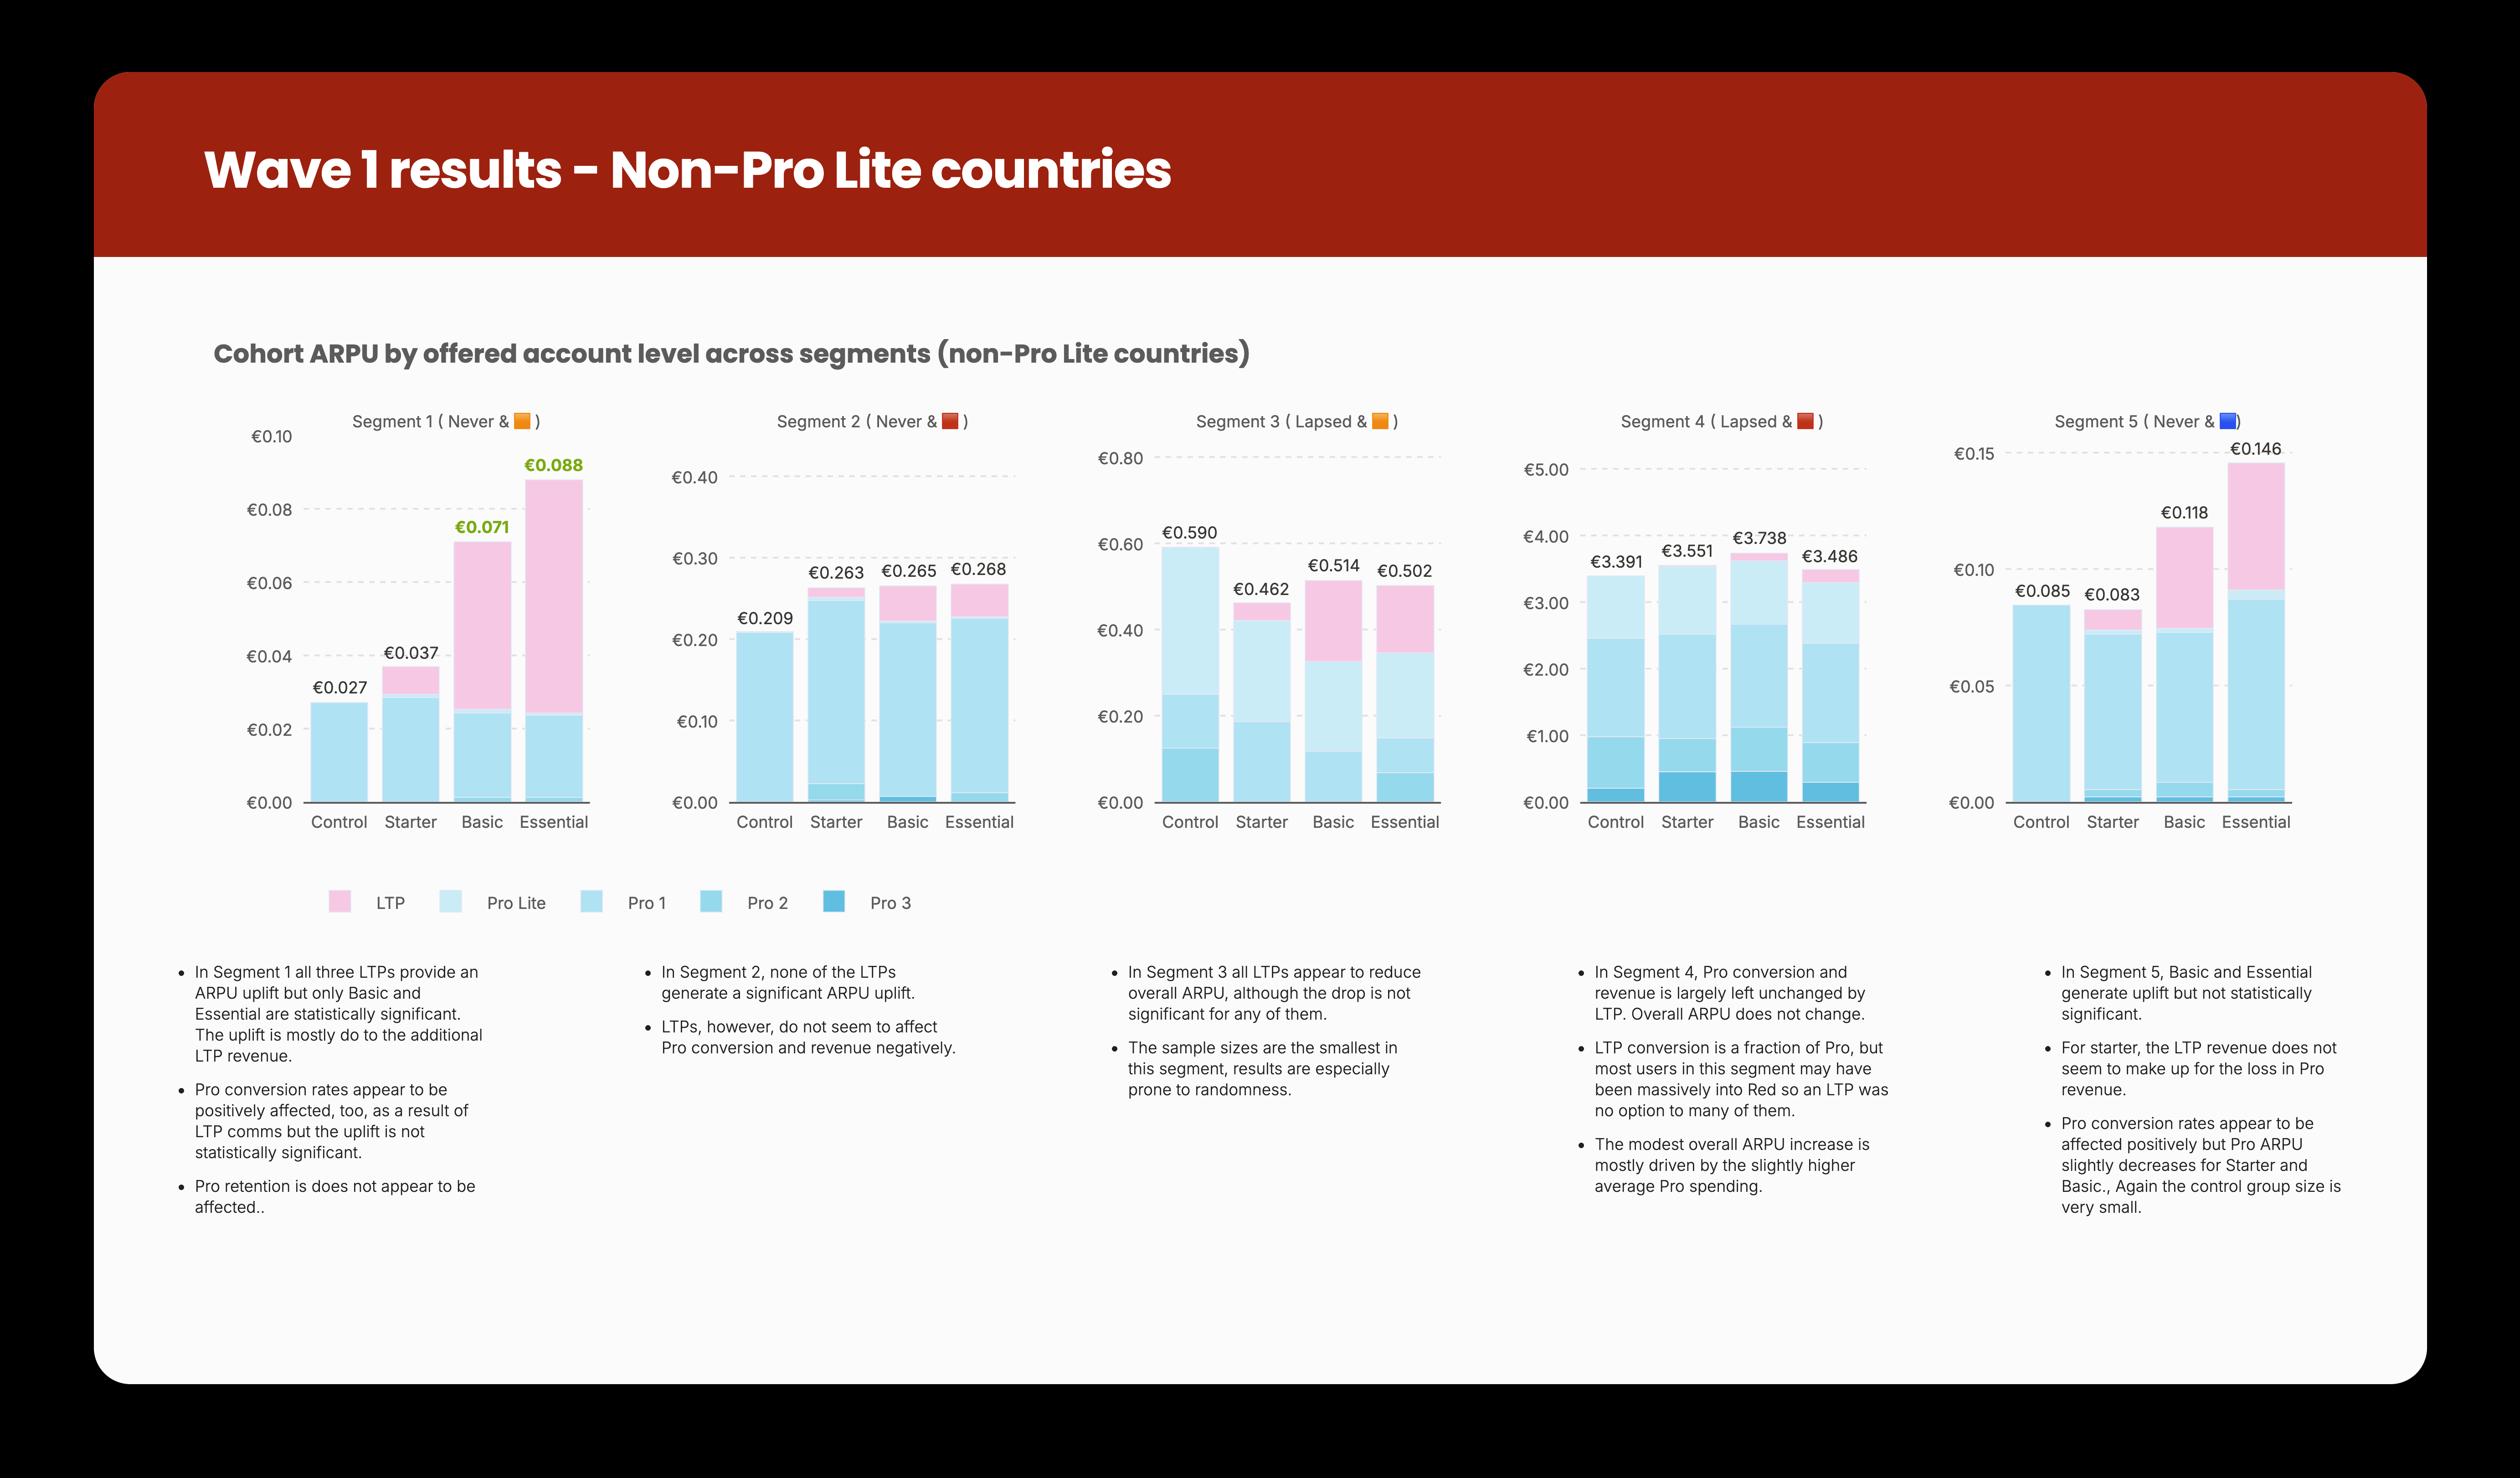 Wave 1 results - Non-Pro Lite countries
Cohort ARPU by offered account level across segments (non-Pro Lite countries)
Segment 1 ( Never & 🟧 )
€0.10
€0.08
€0.06
€0.04
€0.02
€0.00
€0.027
€0.037
€0.071
€0.088
Control Starter Basic Essential
Segment 2 ( Never & 🟥 )
€0.40
€0.30
€0.20
€0.10
€0.00
€0.209
€0.263
€0.265
€0.268
Control Starter Basic Essential
Segment 3 ( Lapsed & 🟧 )
€0.80
€0.60
€0.40
€0.20
€0.00
€0.590
€0.462
€0.514
€0.502
Control Starter Basic Essential
Segment 4 ( Lapsed & 🟥 )
€5.00
€4.00
€3.00
€2.00
€1.00
€0.00
€3.391
€3.551
€3.738
€3.486
Control Starter Basic Essential
Segment 5 ( Never & 🟦)
€0.15
€0.10
€0.05
€0.00
€0.085
€0.083
€0.118
€0.146
Control Starter Basic Essential
LTP Pro Lite Pro 1 Pro 2 Pro 3
• In Segment 1 all three LTPs provide an
ARPU uplift but only Basic and
Essential are statistically significant.
The uplift is mostly do to the additional
LTP revenue.
• Pro conversion rates appear to be
positively affected, too, as a result of
LTP comms but the uplift is not
statistically significant.
• Pro retention is does not appear to be
affected..
• In Segment 2, none of the LTPs
generate a significant ARPU uplift.
• LTPs, however, do not seem to affect
Pro conversion and revenue negatively.
• In Segment 3 all LTPs appear to reduce
overall ARPU, although the drop is not
significant for any of them.
• The sample sizes are the smallest in
this segment, results are especially
prone to randomness.
• In Segment 4, Pro conversion and
revenue is largely left unchanged by
LTP. Overall ARPU does not change.
• LTP conversion is a fraction of Pro, but
most users in this segment may have
been massively into Red so an LTP was
no option to many of them.
• The modest overall ARPU increase is
mostly driven by the slightly higher
average Pro spending.
• In Segment 5, Basic and Essential
generate uplift but not statistically
significant.
• For starter, the LTP revenue does not
seem to make up for the loss in Pro
revenue.
• Pro conversion rates appear to be
affected positively but Pro ARPU
slightly decreases for Starter and
Basic., Again the control group size is
very small.